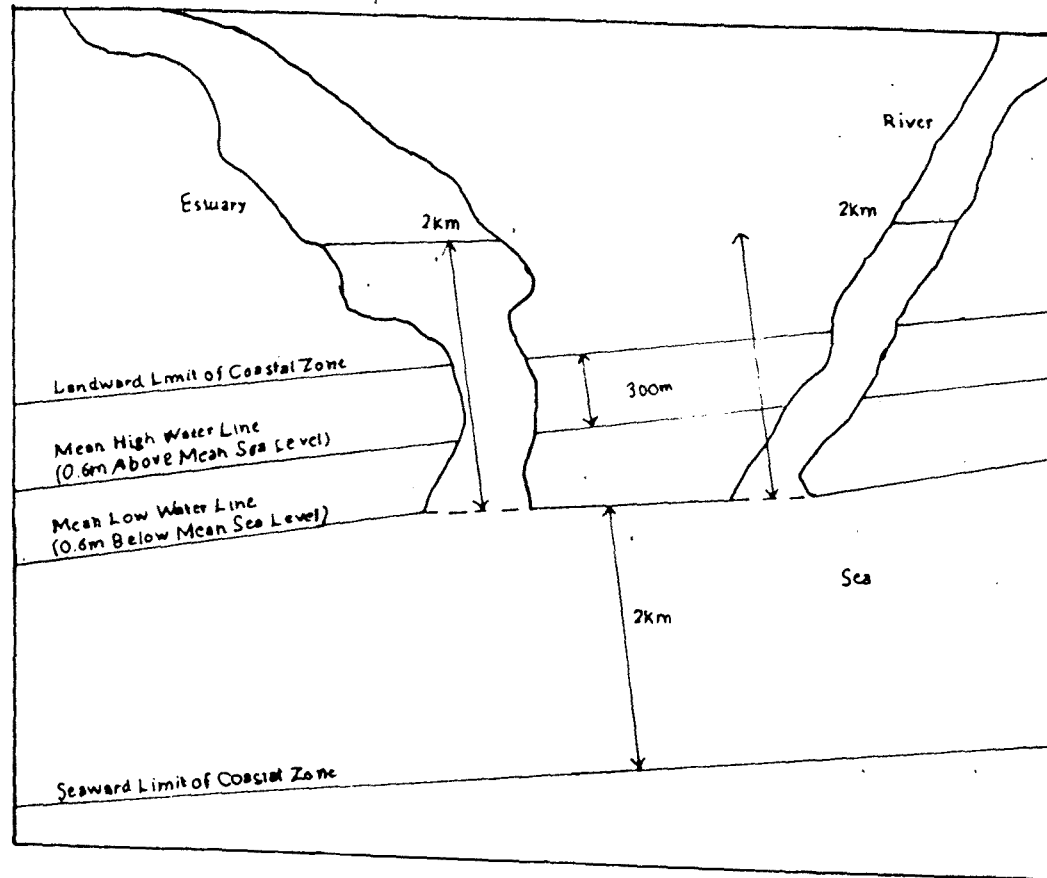 River
Estuary
2km
2km
Landward Limit of Coastal Zone
300m
Mean High Water Line
(0.6m Above Mean Sea Level)
Mean Low Water Line
(0.6m Below Mean Sea Level)
Sea
2km
Seaward Limit of Coastal Zone